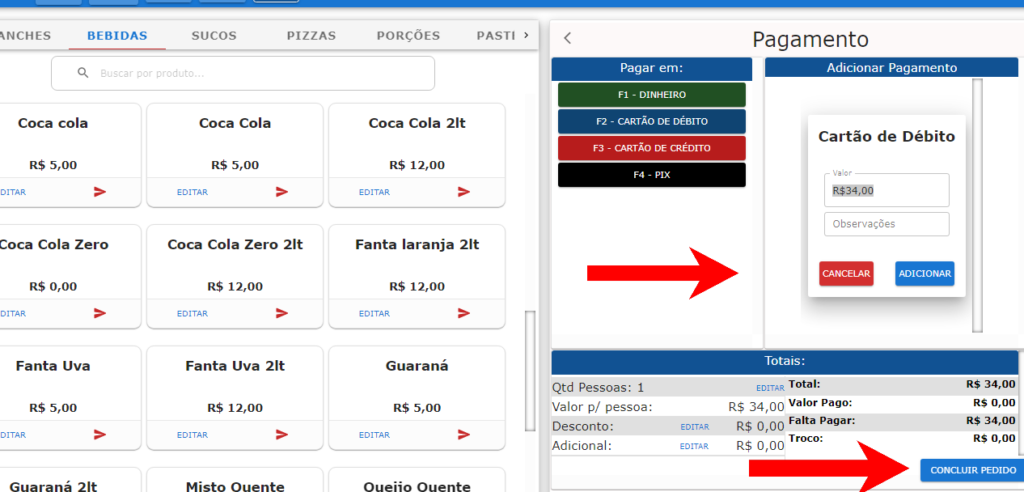 ANCHES BEBIDAS SUCOS PIZZAS PORÇÕES PASTI
Buscar por produto...
Coca cola
R$ 5,00
DITAR
Coca Cola
R$ 5,00
EDITAR
Coca Cola 2lt
R$ 12,00
EDITAR
Coca Cola Zero
R$ 0,00
DITAR
Coca Cola Zero 2lt
R$ 12,00
EDITAR
Fanta laranja 2lt
R$ 12,00
EDITAR
Fanta Uva
R$ 5,00
DITAR
Fanta Uva 2lt
R$ 12,00
EDITAR
Guaraná
R$ 5,00
EDITAR
Guaraná 2lt
Misto Quente
Queijo Quente
Pagamento
Pagar em:
F1 - DINHEIRO
F2 - CARTÃO DE DÉBITO
F3 - CARTÃO DE CRÉDITO
F4 - PIX
Adicionar Pagamento
Cartão de Débito
Valor
R$34,00
Observações
CANCELAR ADICIONAR
Totais:
Qtd Pessoas: 1 EDITAR
Valor p/ pessoa: R$ 34,00
Desconto: EDITAR R$ 0,00
Adicional: EDITAR R$ 0,00
Total: R$ 34,00
Valor Pago: R$ 0,00
Falta Pagar: R$ 34,00
Troco: R$ 0,00
CONCLUIR PEDIDO